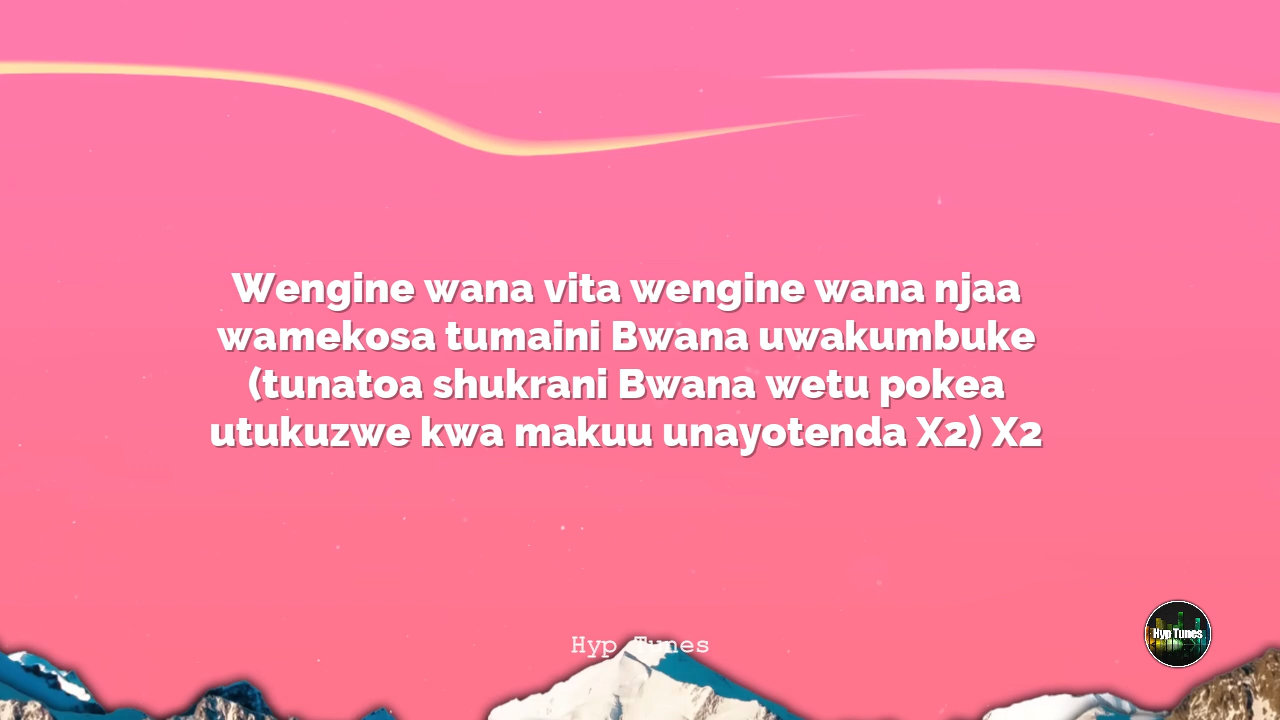 Wengine wana vita wengine wana njaa
wamekosa tumaini Bwana uwakumbuke
(tunatoa shukrani Bwana wetu pokea
utukuzwe kwa makuu unayotenda X2) X2
Hyp Tunes
Hyp Tunes